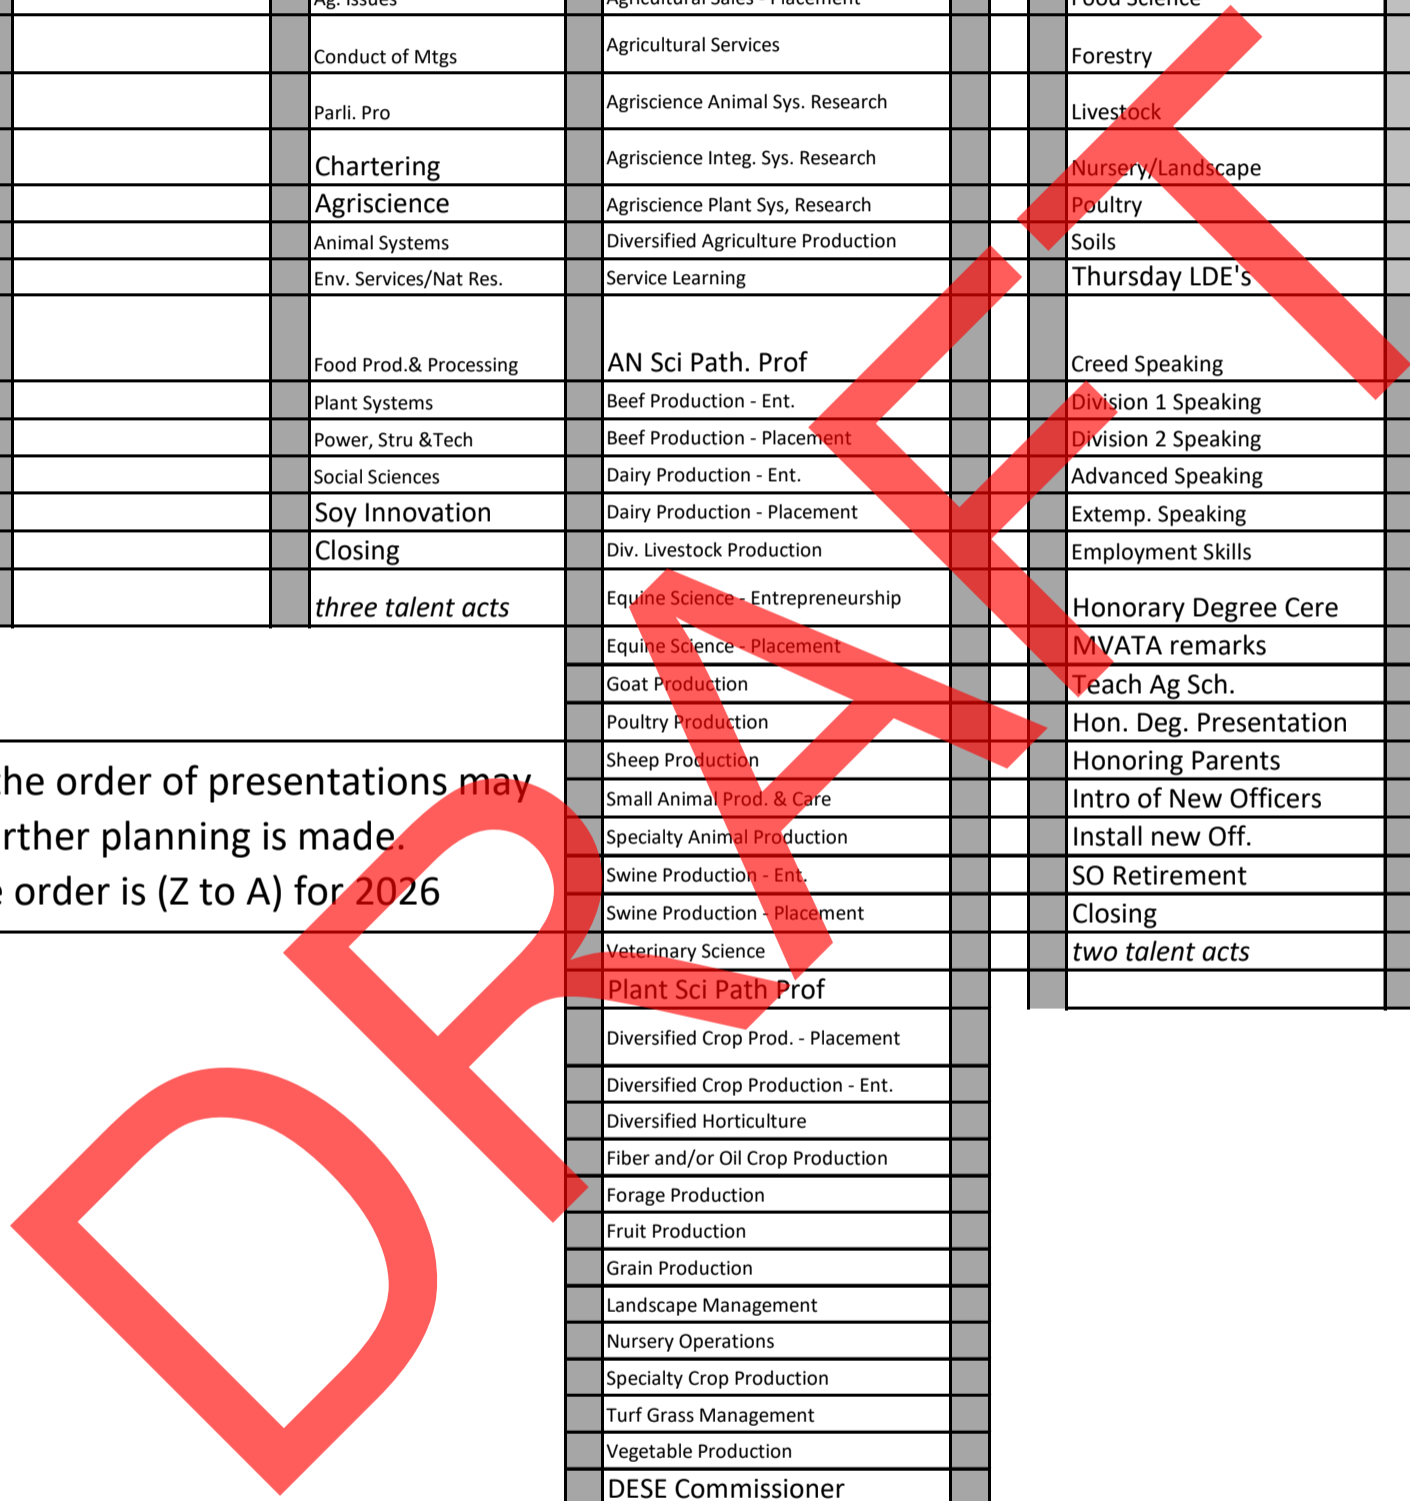 Ag. Issues
Conduct of Mtgs
Parli. Pro
Chartering
Agriscience
Animal Systems
Env. Services/Nat Res.
Food Prod.& Processing
Plant Systems
Power, Stru &Tech
Social Sciences
Soy Innovation
Closing
three talent acts
the order of presentations may
rther planning is made.
e order is (Z to A) for 2026
Agricultural Sales - Placement
Agricultural Services
Agriscience Animal Sys. Research
Agriscience Integ. Sys. Research
Agriscience Plant Sys, Research
Diversified Agriculture Production
Service Learning
AN Sci Path. Prof
Beef Production - Ent.
Beef Production - Placement
Dairy Production - Ent.
Dairy Production - Placement
Div. Livestock Production
Equine Science - Entrepreneurship
Equine Science - Placement
Goat Production
Poultry Production
Sheep Production
Small Animal Prod. & Care
Specialty Animal Production
Swine Production - Ent.
Swine Production - Placement
Veterinary Science
Plant Sci Path Prof
Diversified Crop Prod. - Placement
Diversified Crop Production - Ent.
Diversified Horticulture
Fiber and/or Oil Crop Production
Forage Production
Fruit Production
Grain Production
Landscape Management
Nursery Operations
Specialty Crop Production
Turf Grass Management
Vegetable Production
DESE Commissioner
Food Science
Forestry
Livestock
Nursery/Landscape
Poultry
Soils
Thursday LDE's
Creed Speaking
Division 1 Speaking
Division 2 Speaking
Advanced Speaking
Extemp. Speaking
Employment Skills
Honorary Degree Cere
MVATA remarks
Teach Ag Sch.
Hon. Deg. Presentation
Honoring Parents
Intro of New Officers
Install new Off.
SO Retirement
Closing
two talent acts
DRAFT